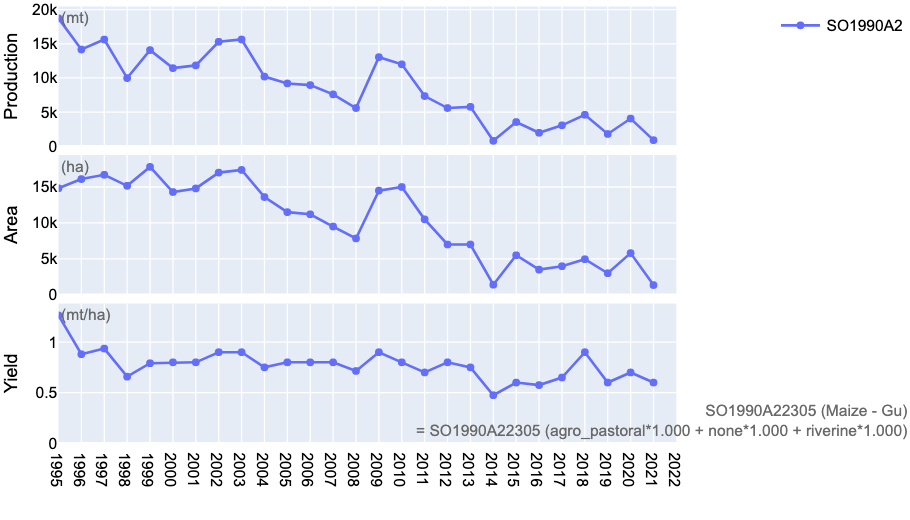 20k
(mt)
SO1990A2
15k
10k
5k
0
Production
(ha)
15k
10k
5k
0
Area
(mt/ha)
1
0.5
0
Yield
SO1990A22305 (Maize - Gu)
= SO1990A22305 (agro_pastoral*1.000 + none*1.000 + riverine*1.000)
1995 1996 1997 1998 1999 2000 2001 2002 2003 2004 2005 2006 2007 2008 2009 2010 2011 2012 2013 2014 2015 2016 2017 2018 2019 2020 2021 2022